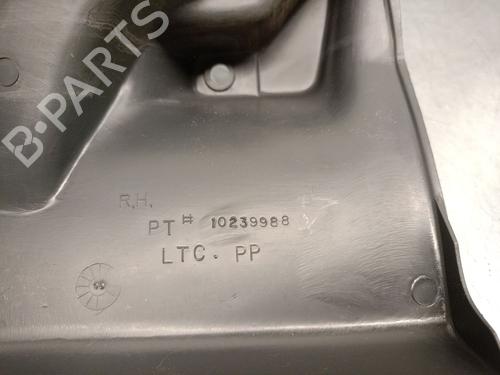 B-PARTS
R.H.
PT # 10239988
LTC. PP